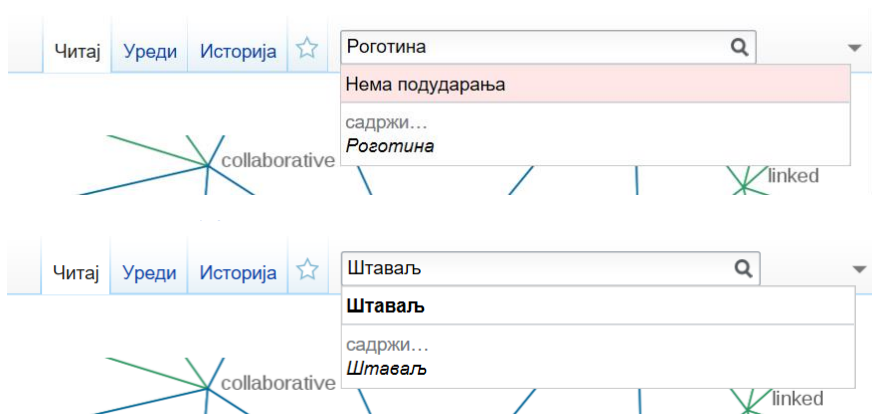 Читај Уреди Историја Роготина
Нема подударања
садржи...
Роготина
collaborative
linked
Читај Уреди Историја Штаваљ
Штаваљ
садржи...
Штаваљ
collaborative
linked